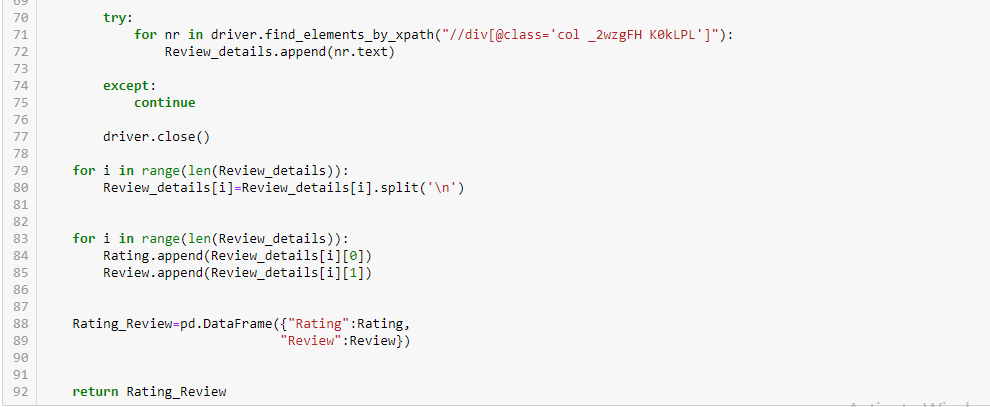 69
70 try:
71 for nr in driver.find_elements_by_xpath("//div[@class='col _2wzgFH K0kLPL']"):
72 Review_details.append(nr.text)
73
74 except:
75 continue
76
77 driver.close()
78
79 for i in range(len(Review_details)):
80 Review_details[i]=Review_details[i].split('\n')
81
82
83 for i in range(len(Review_details)):
84 Rating.append(Review_details[i][0])
85 Review.append(Review_details[i][1])
86
87
88 Rating_Review=pd.DataFrame({"Rating":Rating,
89 "Review":Review})
90
91
92 return Rating_Review